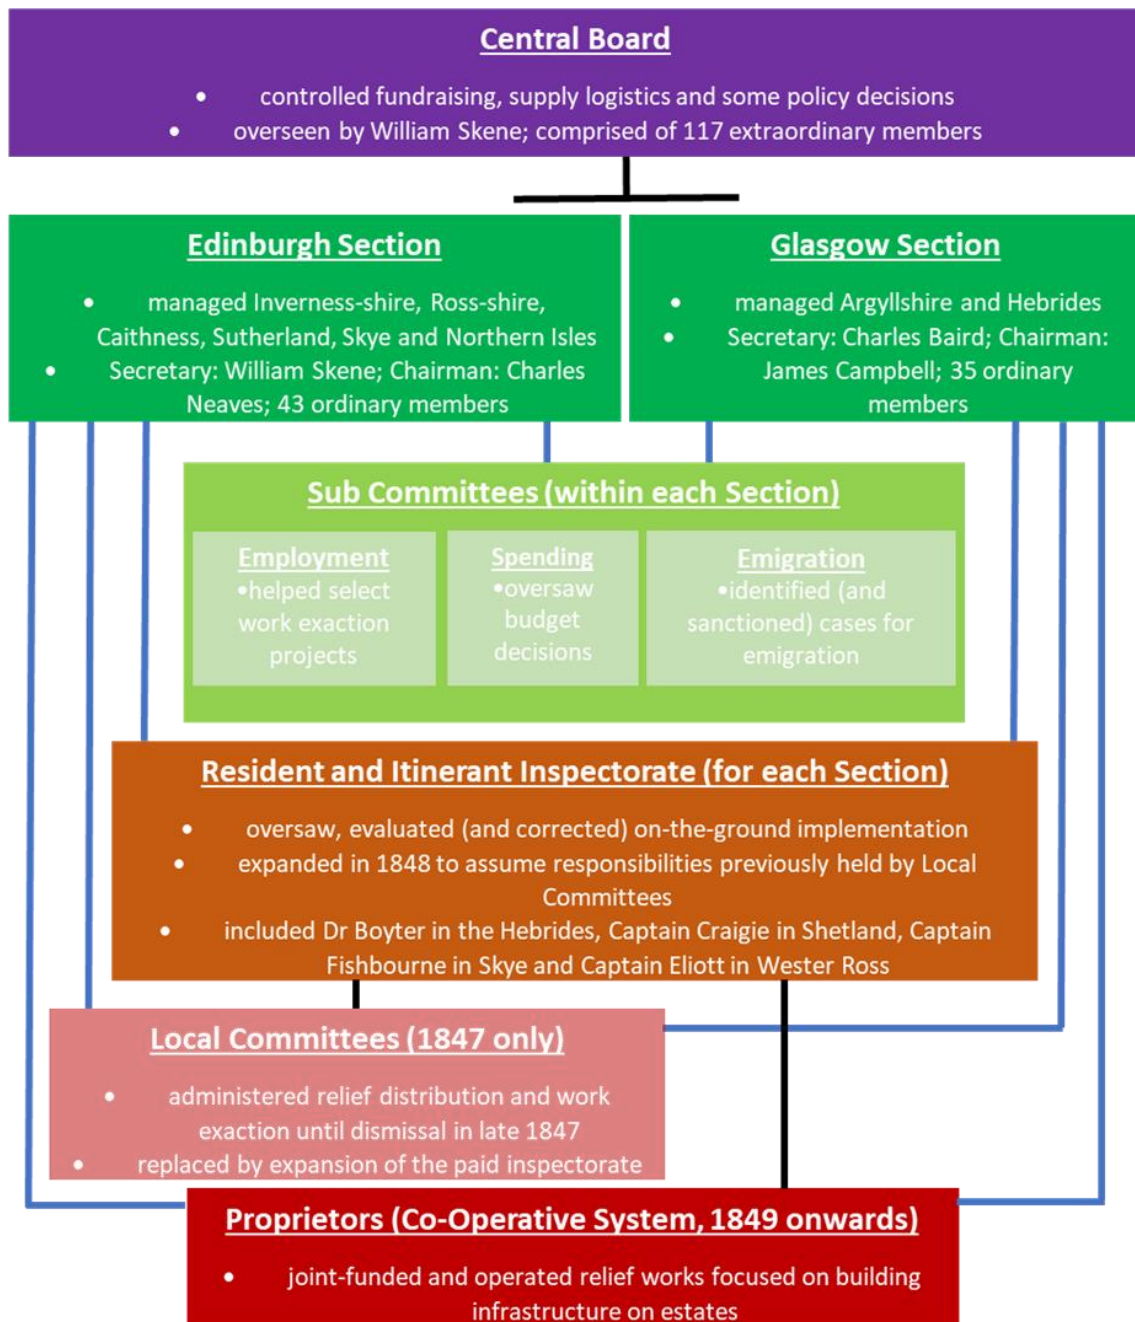 Central Board
• controlled fundraising, supply logistics and some policy decisions
• overseen by William Skene; comprised of 117 extraordinary members
Edinburgh Section
• managed Inverness-shire, Ross-shire,
Caithness, Sutherland, Skye and Northern Isles
• Secretary: William Skene; Chairman: Charles
Neaves; 43 ordinary members
Glasgow Section
• managed Argyllshire and Hebrides
• Secretary: Charles Baird; Chairman:
James Campbell; 35 ordinary
members
Sub Committees (within each Section)
Employment
•helped select
work exaction
projects
Spending
•oversaw
budget
decisions
Emigration
•identified (and
sanctioned) cases for
emigration
Resident and Itinerant Inspectorate (for each Section)
• oversaw, evaluated (and corrected) on-the-ground implementation
• expanded in 1848 to assume responsibilities previously held by Local
Committees
• included Dr Boyter in the Hebrides, Captain Craigie in Shetland, Captain
Fishbourne in Skye and Captain Eliott in Wester Ross
Local Committees (1847 only)
• administered relief distribution and work
exaction until dismissal in late 1847
• replaced by expansion of the paid inspectorate
Proprietors (Co-Operative System, 1849 onwards)
• joint-funded and operated relief works focused on building
infrastructure on estates